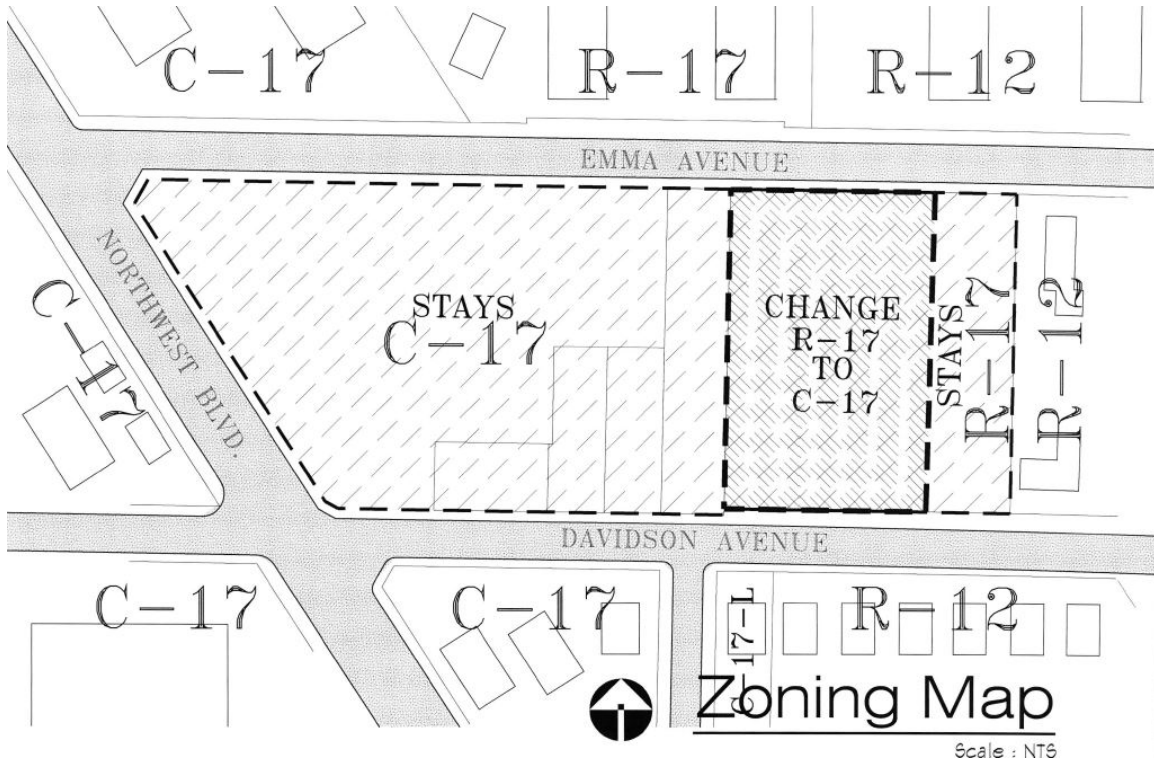 C-17
R-17
R-12
EMMA AVENUE
NORTHWEST BLVD.
C-17
STAYS
C-17
CHANGE
R-17
TO
C-17
STAYS
R-17
R-12
DAVIDSON AVENUE
C-17
C-17
C-17-L
R-12
Zoning Map
Scale : NTS